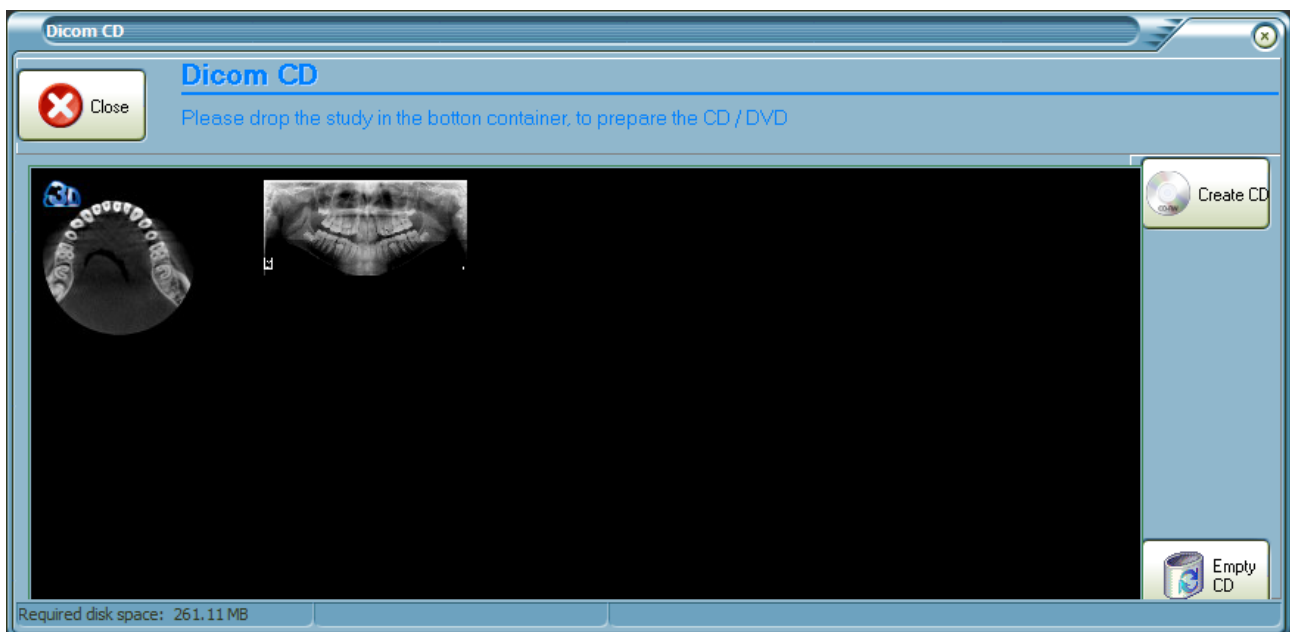 Dicom CD
Close
Dicom CD
Please drop the study in the botton container, to prepare the CD / DVD
3D
Create CD
Empty
CD
Required disk space: 261.11 MB